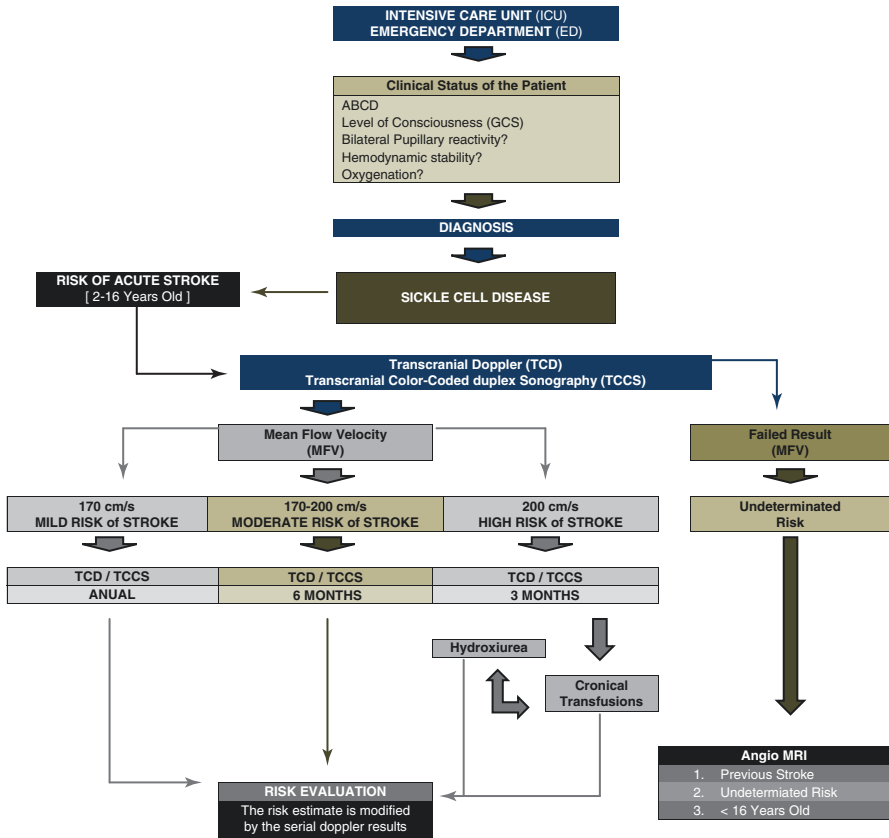 INTENSIVE CARE UNIT (ICU)
EMERGENCY DEPARTMENT (ED)
Clinical Status of the Patient
ABCD
Level of Consciousness (GCS)
Bilateral Pupillary reactivity?
Hemodynamic stability?
Oxygenation?
DIAGNOSIS
RISK OF ACUTE STROKE
[ 2-16 Years Old ]
SICKLE CELL DISEASE
Transcranial Doppler (TCD)
Transcranial Color-Coded duplex Sonography (TCCS)
Mean Flow Velocity
(MFV)
Failed Result
(MFV)
170 cm/s
MILD RISK of STROKE
170-200 cm/s
MODERATE RISK of STROKE
200 cm/s
HIGH RISK of STROKE
Undeterminated
Risk
TCD / TCCS
ANUAL
TCD / TCCS
6 MONTHS
TCD / TCCS
3 MONTHS
Hydroxiurea
Cronical
Transfusions
RISK EVALUATION
The risk estimate is modified
by the serial doppler results
Angio MRI
1. Previous Stroke
2. Undetermiated Risk
3. < 16 Years Old